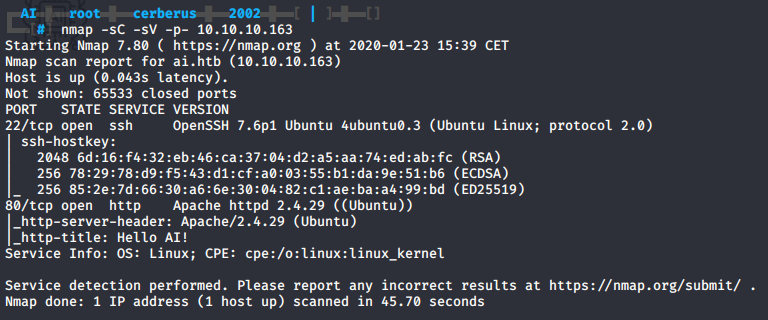 AI root cerberus 2002 [ | ] []
# nmap -sC -sV -p- 10.10.10.163
Starting Nmap 7.80 ( https://nmap.org ) at 2020-01-23 15:39 CET
Nmap scan report for ai.htb (10.10.10.163)
Host is up (0.043s latency).
Not shown: 65533 closed ports
PORT   STATE SERVICE VERSION
22/tcp open  ssh     OpenSSH 7.6p1 Ubuntu 4ubuntu0.3 (Ubuntu Linux; protocol 2.0)
| ssh-hostkey:
|   2048 6d:16:f4:32:eb:46:ca:37:04:d2:a5:aa:74:ed:ab:fc (RSA)
|   256 78:29:78:d9:f5:43:d1:cf:a0:03:55:b1:da:9e:51:b6 (ECDSA)
|_  256 85:2e:7d:66:30:a6:6e:30:04:82:c1:ae:ba:a4:99:bd (ED25519)
80/tcp open  http    Apache httpd 2.4.29 ((Ubuntu))
|_http-server-header: Apache/2.4.29 (Ubuntu)
|_http-title: Hello AI!
Service Info: OS: Linux; CPE: cpe:/o:linux:linux_kernel

Service detection performed. Please report any incorrect results at https://nmap.org/submit/ .
Nmap done: 1 IP address (1 host up) scanned in 45.70 seconds